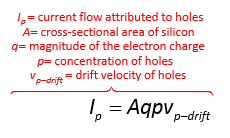 I_p = current flow attributed to holes
A= cross-sectional area of silicon
q= magnitude of the electron charge
p= concentration of holes
v_p–drift = drift velocity of holes
I_p = Aqpv_p–drift